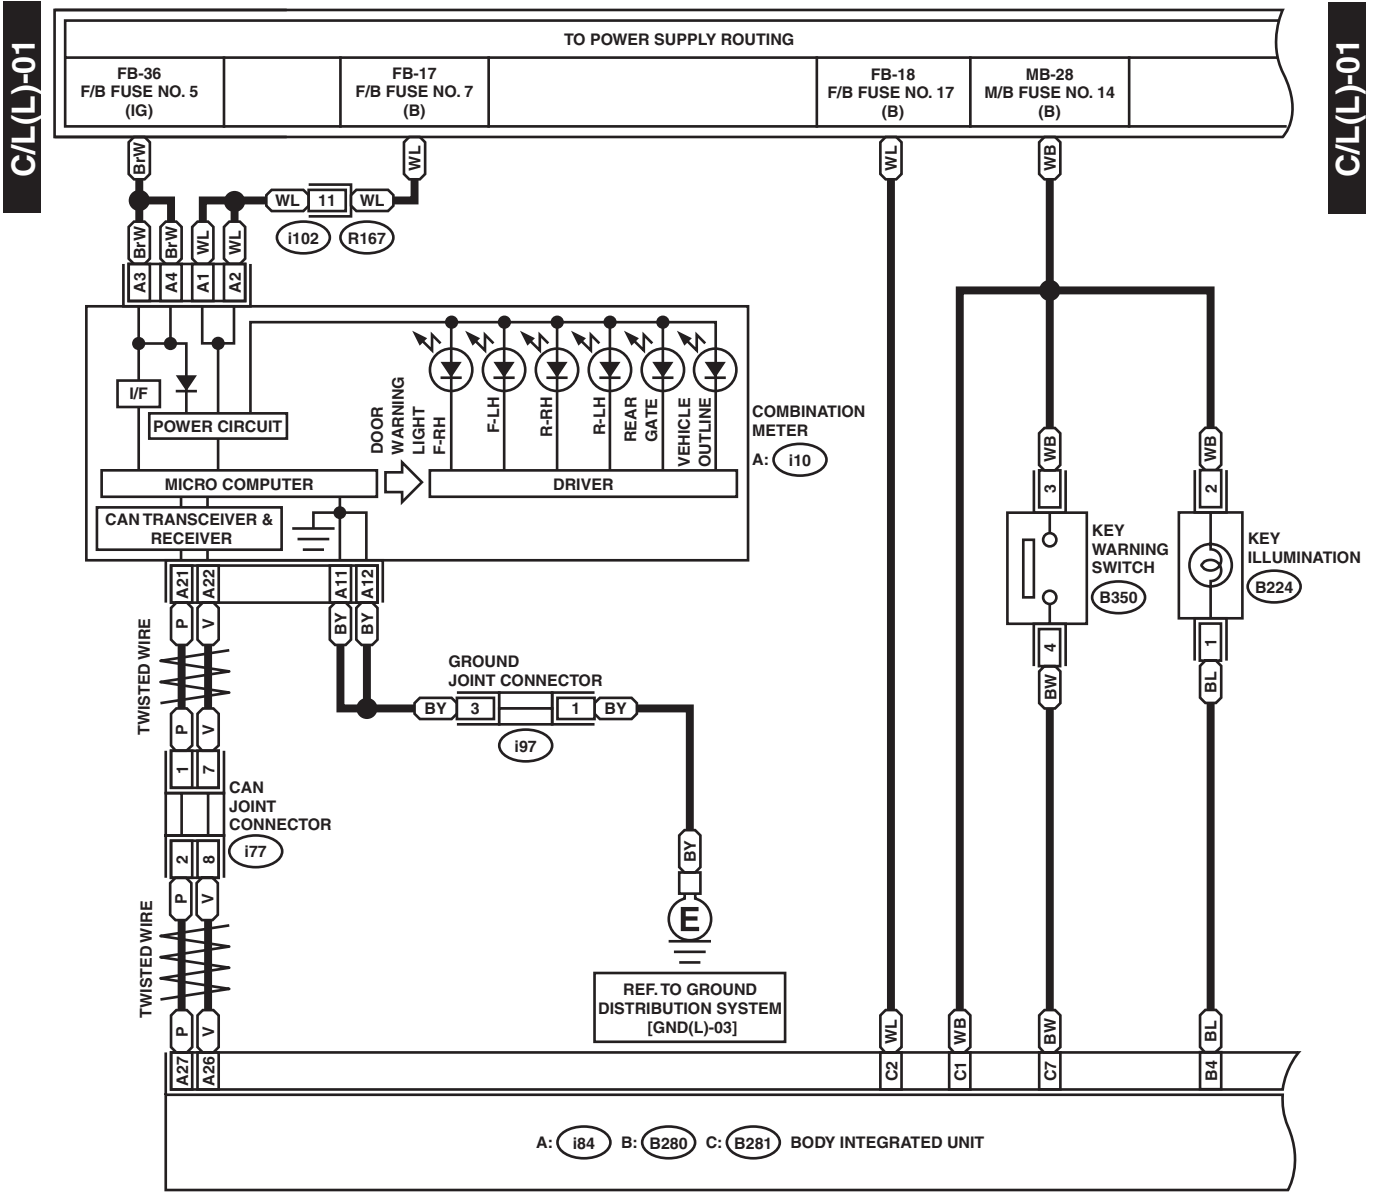 C/L(L)-01
C/L(L)-01
TO POWER SUPPLY ROUTING
FB-36
F/B FUSE NO. 5
(IG)
FB-17
F/B FUSE NO. 7
(B)
FB-18
F/B FUSE NO. 17
(B)
MB-28
M/B FUSE NO. 14
(B)
BrW
WL
WL
WB
WL
11
WL
i102
R167
BrW
BrW
WL
WL
A3
A4
A1
A2
I/F
POWER CIRCUIT
DOOR
WARNING
LIGHT
F-RH
F-LH
R-RH
R-LH
REAR
GATE
VEHICLE
OUTLINE
COMBINATION
METER
A: i10
MICRO COMPUTER
DRIVER
CAN TRANSCEIVER &
RECEIVER
A21
A22
A11
A12
P
V
BY
BY
TWISTED WIRE
P
V
1
7
CAN
JOINT
CONNECTOR
i77
2
8
P
V
TWISTED WIRE
P
V
A27
A26
GROUND
JOINT CONNECTOR
BY
3
1
BY
i97
BY
E
REF. TO GROUND
DISTRIBUTION SYSTEM
[GND(L)-03]
WB
WB
3
2
KEY
WARNING
SWITCH
B350
KEY
ILLUMINATION
B224
4
1
BW
BL
WL
WB
BW
BL
C2
C1
C7
B4
A: i84 B: B280 C: B281 BODY INTEGRATED UNIT